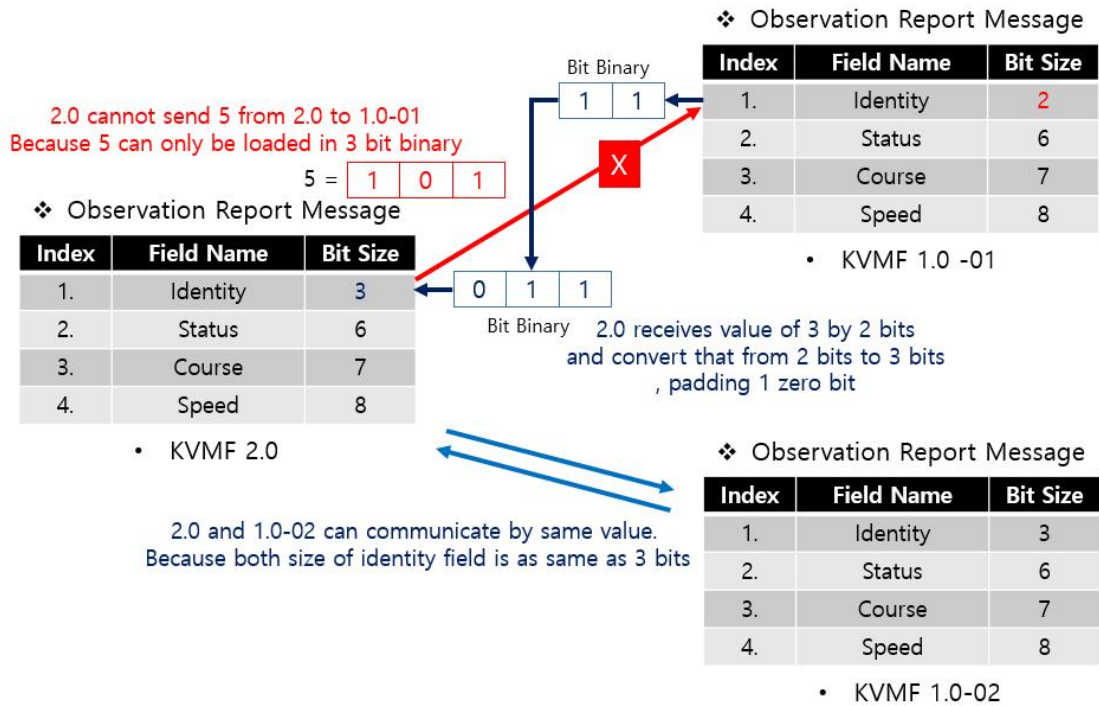 ❖ Observation Report Message
Index Field Name Bit Size
1. Identity 2
2. Status 6
3. Course 7
4. Speed 8
• KVMF 1.0 -01
Bit Binary
1 1
2.0 cannot send 5 from 2.0 to 1.0-01
Because 5 can only be loaded in 3 bit binary
5 = 1 0 1
X
❖ Observation Report Message
Index Field Name Bit Size
1. Identity 3
2. Status 6
3. Course 7
4. Speed 8
• KVMF 2.0
0 1 1
Bit Binary
2.0 receives value of 3 by 2 bits
and convert that from 2 bits to 3 bits
, padding 1 zero bit
2.0 and 1.0-02 can communicate by same value.
Because both size of identity field is as same as 3 bits
❖ Observation Report Message
Index Field Name Bit Size
1. Identity 3
2. Status 6
3. Course 7
4. Speed 8
• KVMF 1.0-02